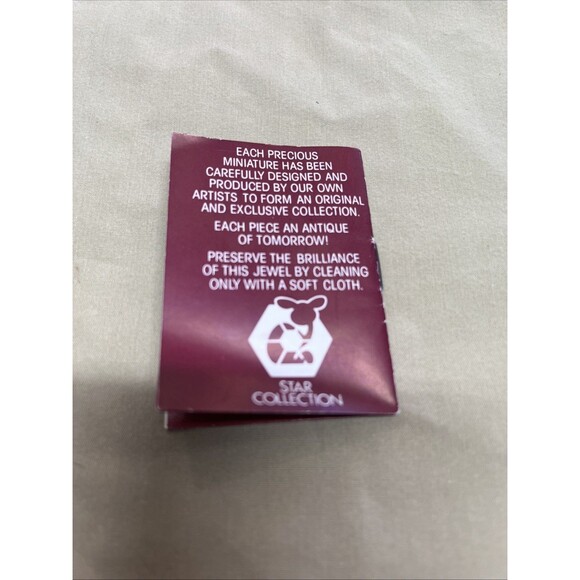 EACH PRECIOUS
MINIATURE HAS BEEN
CAREFULLY DESIGNED AND
PRODUCED BY OUR OWN
ARTISTS TO FORM AN ORIGINAL
AND EXCLUSIVE COLLECTION.
EACH PIECE AN ANTIQUE
OF TOMORROW!
PRESERVE THE BRILLIANCE
OF THIS JEWEL BY CLEANING
ONLY WITH A SOFT CLOTH.
STAR
COLLECTION